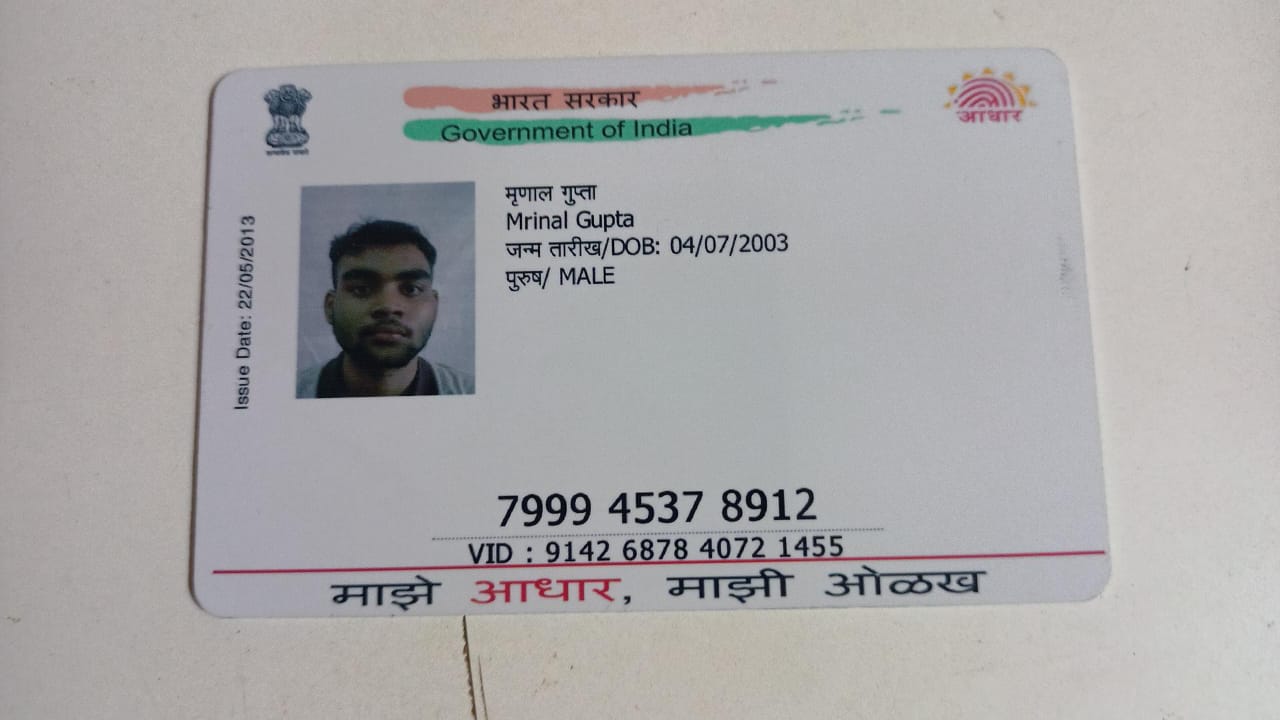 भारत सरकार
Government of India
आधार
Issue Date: 22/05/2013
मृणाल गुप्ता
Mrinal Gupta
जन्म तारीख/DOB: 04/07/2003
पुरुष/ MALE
7999 4537 8912
VID : 9142 6878 4072 1455
माझे आधार, माझी ओळख